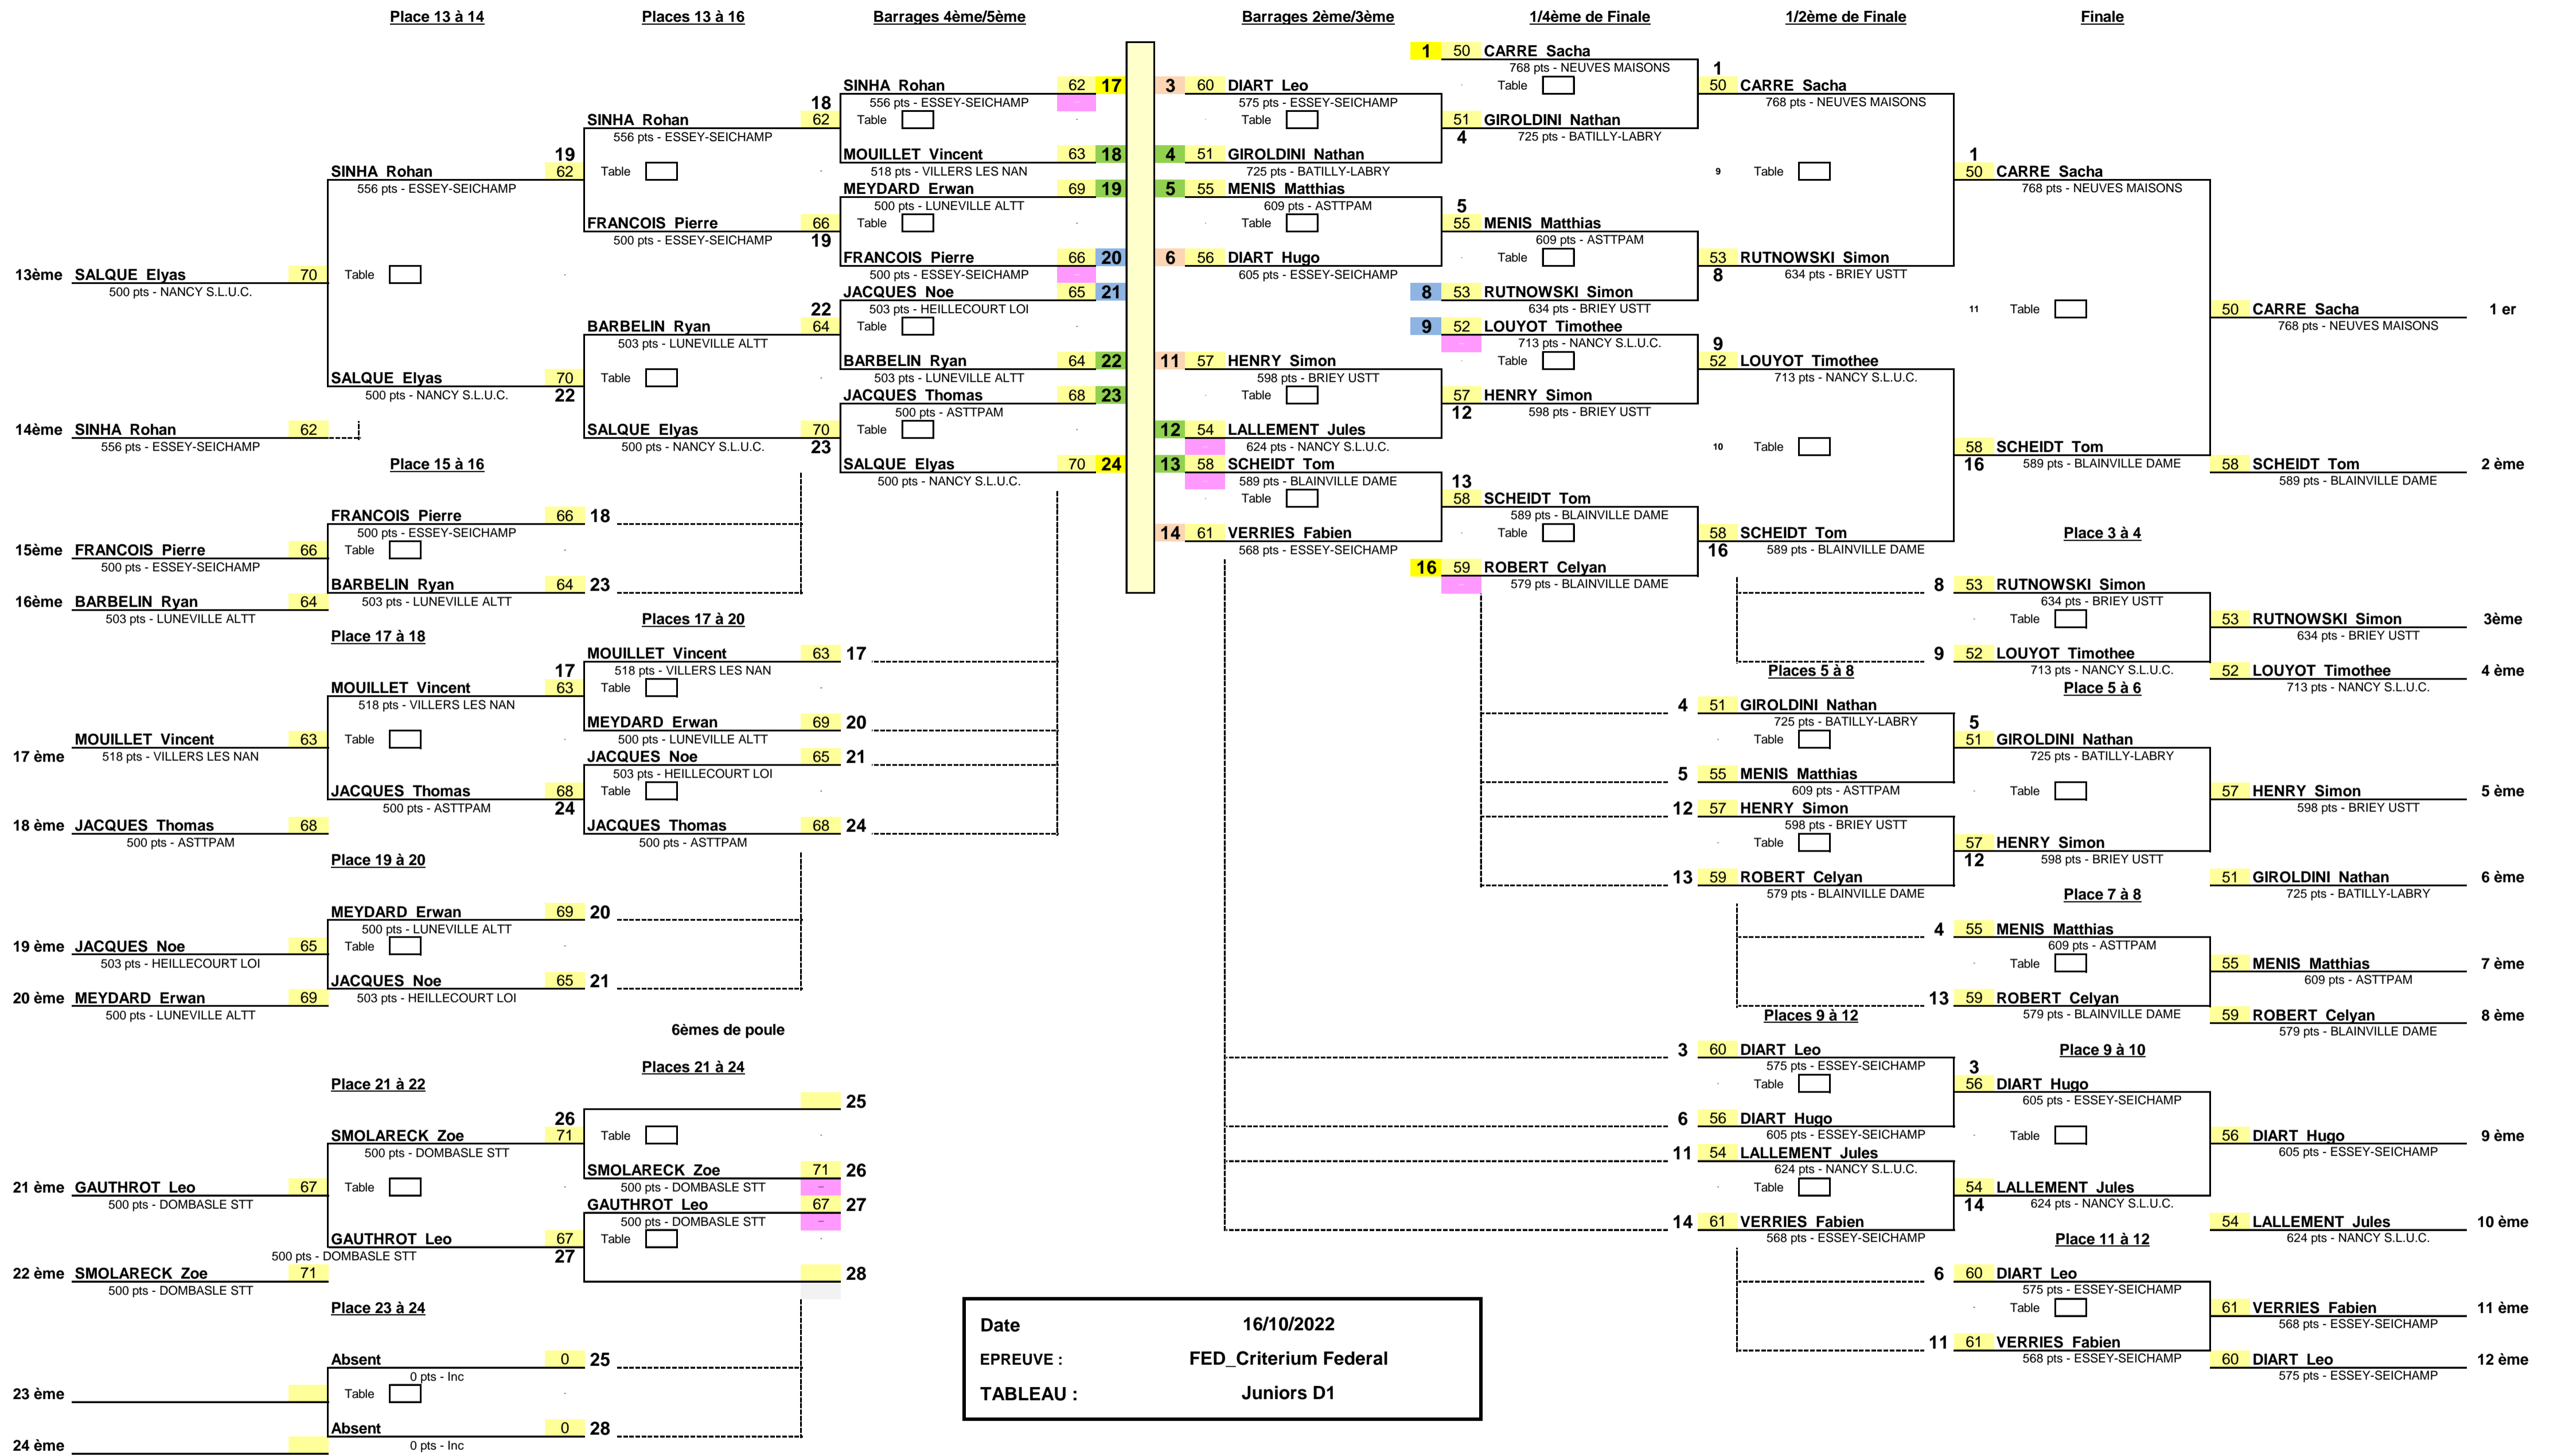 Place 13 à 14 Places 13 à 16 Barrages 4ème/5ème Barrages 2ème/3ème 1/4ème de Finale 1/2ème de Finale Finale
1 50 CARRE Sacha
768 pts - NEUVES MAISONS 1
SINHA Rohan 62 17 3 60 DIART Leo Table 50 CARRE Sacha
18 556 pts - ESSEY-SEICHAMP 575 pts - ESSEY-SEICHAMP 768 pts - NEUVES MAISONS
SINHA Rohan 62 Table Table 51 GIROLDINI Nathan
556 pts - ESSEY-SEICHAMP 4 725 pts - BATILLY-LABRY
19 MOUILLET Vincent 63 18 4 51 GIROLDINI Nathan 1
SINHA Rohan 62 Table 518 pts - VILLERS LES NAN 725 pts - BATILLY-LABRY 9 Table 50 CARRE Sacha
556 pts - ESSEY-SEICHAMP MEYDARD Erwan 69 19 5 55 MENIS Matthias 768 pts - NEUVES MAISONS
500 pts - LUNEVILLE ALTT 609 pts - ASTTPAM 5
FRANCOIS Pierre 66 Table Table 55 MENIS Matthias
500 pts - ESSEY-SEICHAMP 19 609 pts - ASTTPAM
FRANCOIS Pierre 66 20 6 56 DIART Hugo Table 53 RUTNOWSKI Simon
13ème SALQUE Elyas 70 Table 500 pts - ESSEY-SEICHAMP 605 pts - ESSEY-SEICHAMP 8 634 pts - BRIEY USTT
500 pts - NANCY S.L.U.C. JACQUES Noe 65 21 8 53 RUTNOWSKI Simon
22 503 pts - HEILLECOURT LOI 634 pts - BRIEY USTT 11 Table 50 CARRE Sacha 1 er
BARBELIN Ryan 64 Table 9 52 LOUYOT Timothee 768 pts - NEUVES MAISONS
503 pts - LUNEVILLE ALTT 713 pts - NANCY S.L.U.C. 9
BARBELIN Ryan 64 22 11 57 HENRY Simon Table 52 LOUYOT Timothee
SALQUE Elyas 70 Table 503 pts - LUNEVILLE ALTT 598 pts - BRIEY USTT 713 pts - NANCY S.L.U.C.
500 pts - NANCY S.L.U.C. 22 JACQUES Thomas 68 23 Table 57 HENRY Simon
500 pts - ASTTPAM 12 598 pts - BRIEY USTT
14ème SINHA Rohan 62 SALQUE Elyas 70 Table 12 54 LALLEMENT Jules
556 pts - ESSEY-SEICHAMP 500 pts - NANCY S.L.U.C. 23 624 pts - NANCY S.L.U.C. 10 Table 58 SCHEIDT Tom
Place 15 à 16 SALQUE Elyas 70 24 13 58 SCHEIDT Tom 16 589 pts - BLAINVILLE DAME 58 SCHEIDT Tom 2 ème
500 pts - NANCY S.L.U.C. 589 pts - BLAINVILLE DAME 13 589 pts - BLAINVILLE DAME
Table 58 SCHEIDT Tom
FRANCOIS Pierre 66 18 589 pts - BLAINVILLE DAME
500 pts - ESSEY-SEICHAMP 14 61 VERRIES Fabien Table 58 SCHEIDT Tom Place 3 à 4
15ème FRANCOIS Pierre 66 Table 568 pts - ESSEY-SEICHAMP 16 589 pts - BLAINVILLE DAME
500 pts - ESSEY-SEICHAMP 16 59 ROBERT Celyan
BARBELIN Ryan 64 23 579 pts - BLAINVILLE DAME 8 53 RUTNOWSKI Simon
16ème BARBELIN Ryan 64 503 pts - LUNEVILLE ALTT 634 pts - BRIEY USTT
503 pts - LUNEVILLE ALTT Places 17 à 20 Table 53 RUTNOWSKI Simon 3ème
Place 17 à 18 634 pts - BRIEY USTT
MOUILLET Vincent 63 17 9 52 LOUYOT Timothee
17 518 pts - VILLERS LES NAN Places 5 à 8 713 pts - NANCY S.L.U.C. 52 LOUYOT Timothee 4 ème
MOUILLET Vincent 63 Table Place 5 à 6 713 pts - NANCY S.L.U.C.
518 pts - VILLERS LES NAN 4 51 GIROLDINI Nathan
MEYDARD Erwan 69 20 725 pts - BATILLY-LABRY 5
MOUILLET Vincent 63 Table 500 pts - LUNEVILLE ALTT Table 51 GIROLDINI Nathan
17 ème 518 pts - VILLERS LES NAN JACQUES Noe 65 21 725 pts - BATILLY-LABRY
503 pts - HEILLECOURT LOI 5 55 MENIS Matthias
JACQUES Thomas 68 Table 609 pts - ASTTPAM Table 57 HENRY Simon 5 ème
500 pts - ASTTPAM 24 12 57 HENRY Simon 598 pts - BRIEY USTT
18 ème JACQUES Thomas 68 JACQUES Thomas 68 24 598 pts - BRIEY USTT
500 pts - ASTTPAM 500 pts - ASTTPAM Table 57 HENRY Simon
Place 19 à 20 12 598 pts - BRIEY USTT
13 59 ROBERT Celyan 51 GIROLDINI Nathan 6 ème
579 pts - BLAINVILLE DAME Place 7 à 8 725 pts - BATILLY-LABRY
MEYDARD Erwan 69 20
500 pts - LUNEVILLE ALTT 4 55 MENIS Matthias
19 ème JACQUES Noe 65 Table 609 pts - ASTTPAM
503 pts - HEILLECOURT LOI Table 55 MENIS Matthias 7 ème
JACQUES Noe 65 21 609 pts - ASTTPAM
20 ème MEYDARD Erwan 69 503 pts - HEILLECOURT LOI 13 59 ROBERT Celyan
500 pts - LUNEVILLE ALTT Places 9 à 12 579 pts - BLAINVILLE DAME 59 ROBERT Celyan 8 ème
6èmes de poule 579 pts - BLAINVILLE DAME
3 60 DIART Leo Place 9 à 10
Places 21 à 24 575 pts - ESSEY-SEICHAMP 3
Place 21 à 22 Table 56 DIART Hugo
25 605 pts - ESSEY-SEICHAMP
26 6 56 DIART Hugo
SMOLARECK Zoe 71 Table 605 pts - ESSEY-SEICHAMP Table 56 DIART Hugo 9 ème
500 pts - DOMBASLE STT 11 54 LALLEMENT Jules 605 pts - ESSEY-SEICHAMP
SMOLARECK Zoe 71 26 624 pts - NANCY S.L.U.C.
21 ème GAUTHROT Leo 67 Table 500 pts - DOMBASLE STT Table 54 LALLEMENT Jules
500 pts - DOMBASLE STT GAUTHROT Leo 67 27 14 624 pts - NANCY S.L.U.C.
500 pts - DOMBASLE STT 14 61 VERRIES Fabien 54 LALLEMENT Jules 10 ème
GAUTHROT Leo 67 Table 568 pts - ESSEY-SEICHAMP Place 11 à 12 624 pts - NANCY S.L.U.C.
500 pts - DOMBASLE STT 27
22 ème SMOLARECK Zoe 71 28 6 60 DIART Leo
500 pts - DOMBASLE STT 575 pts - ESSEY-SEICHAMP
Place 23 à 24 Table 61 VERRIES Fabien 11 ème
Date 16/10/2022 568 pts - ESSEY-SEICHAMP
11 61 VERRIES Fabien
Absent 0 25 EPREUVE : FED_Criterium Federal 568 pts - ESSEY-SEICHAMP 60 DIART Leo 12 ème
0 pts - Inc 575 pts - ESSEY-SEICHAMP
23 ème Table TABLEAU : Juniors D1
Absent 0 28
24 ème 0 pts - Inc